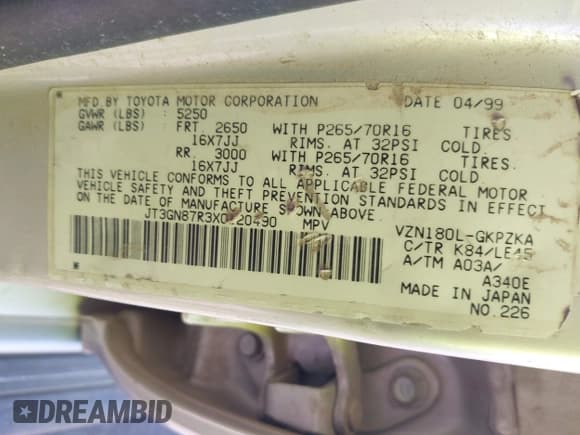 MFD.BY TOYOTA MOTOR CORPORATION DATE 04/99
GVWR (LBS) : 5250
GAWR (LBS) FRT 2650 WITH P265/70R16 TIRES
16X7JJ RIMS. AT 32PSI COLD.
RR 3000 WITH P265/70R16 TIRES
16X7JJ RIMS. AT 32PSI COLD
THIS VEHICLE CONFORMS TO ALL APPLICABLE FEDERAL MOTOR
VEHICLE SAFETY AND THEFT PREVENTION STANDARDS IN EFFECT
ON THE DATE OF MANUFACTURE SHOWN ABOVE
MPV
VZN180L-GKPZKA
C/TR K84/LE45
A/TM A03A/
A340E
MADE IN JAPAN
NO.226
DREAMBID